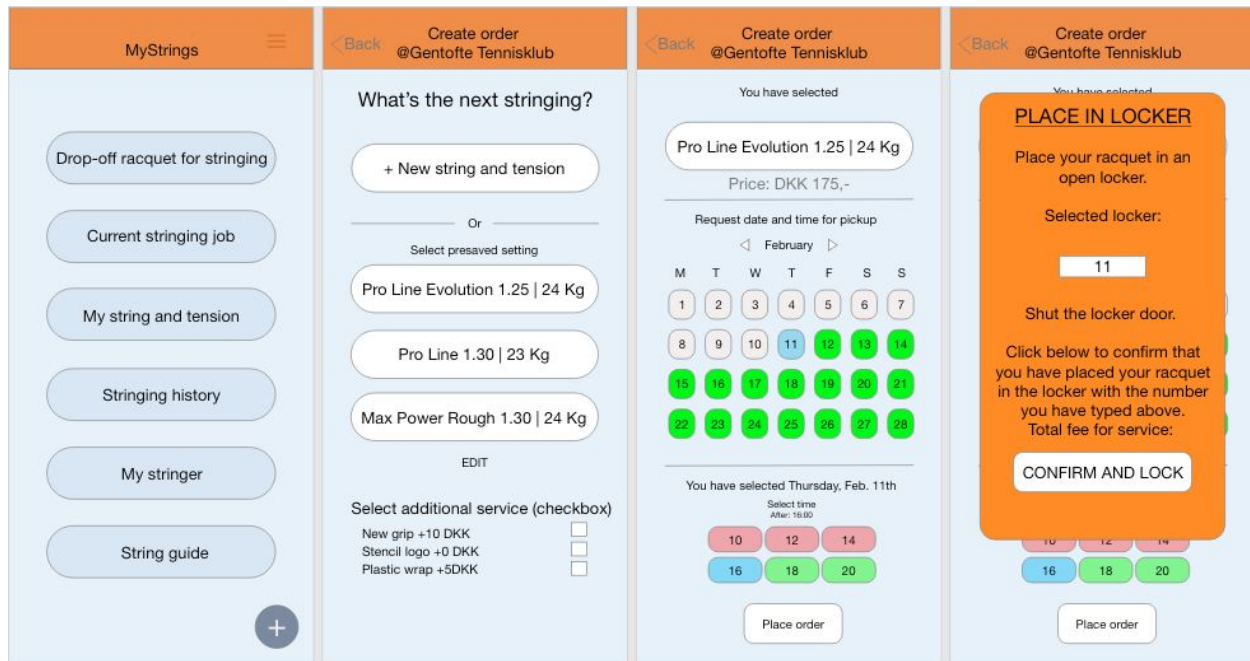 MyStrings
Drop-off racquet for stringing
Current stringing job
My string and tension
Stringing history
My stringer
String guide
+
Back
Create order
@Gentofte Tennisklub
What's the next stringing?
+ New string and tension
Or
Select presaved setting
Pro Line Evolution 1.25 | 24 Kg
Pro Line 1.30 | 23 Kg
Max Power Rough 1.30 | 24 Kg
EDIT
Select additional service (checkbox)
New grip +10 DKK
Stencil logo +0 DKK
Plastic wrap +5DKK
Back
Create order
@Gentofte Tennisklub
You have selected
Pro Line Evolution 1.25 | 24 Kg
Price: DKK 175,-
Request date and time for pickup
February
M T W T F S S
1 2 3 4 5 6 7
8 9 10 11 12 13 14
15 16 17 18 19 20 21
22 23 24 25 26 27 28
You have selected Thursday, Feb. 11th
Select time
After: 16:00
10 12 14
16 18 20
Place order
Back
Create order
@Gentofte Tennisklub
You have selected
PLACE IN LOCKER
Place your racquet in an
open locker.
Selected locker:
11
Shut the locker door.
Click below to confirm that
you have placed your racquet
in the locker with the number
you have typed above.
Total fee for service:
CONFIRM AND LOCK
10 12 14
16 18 20
Place order